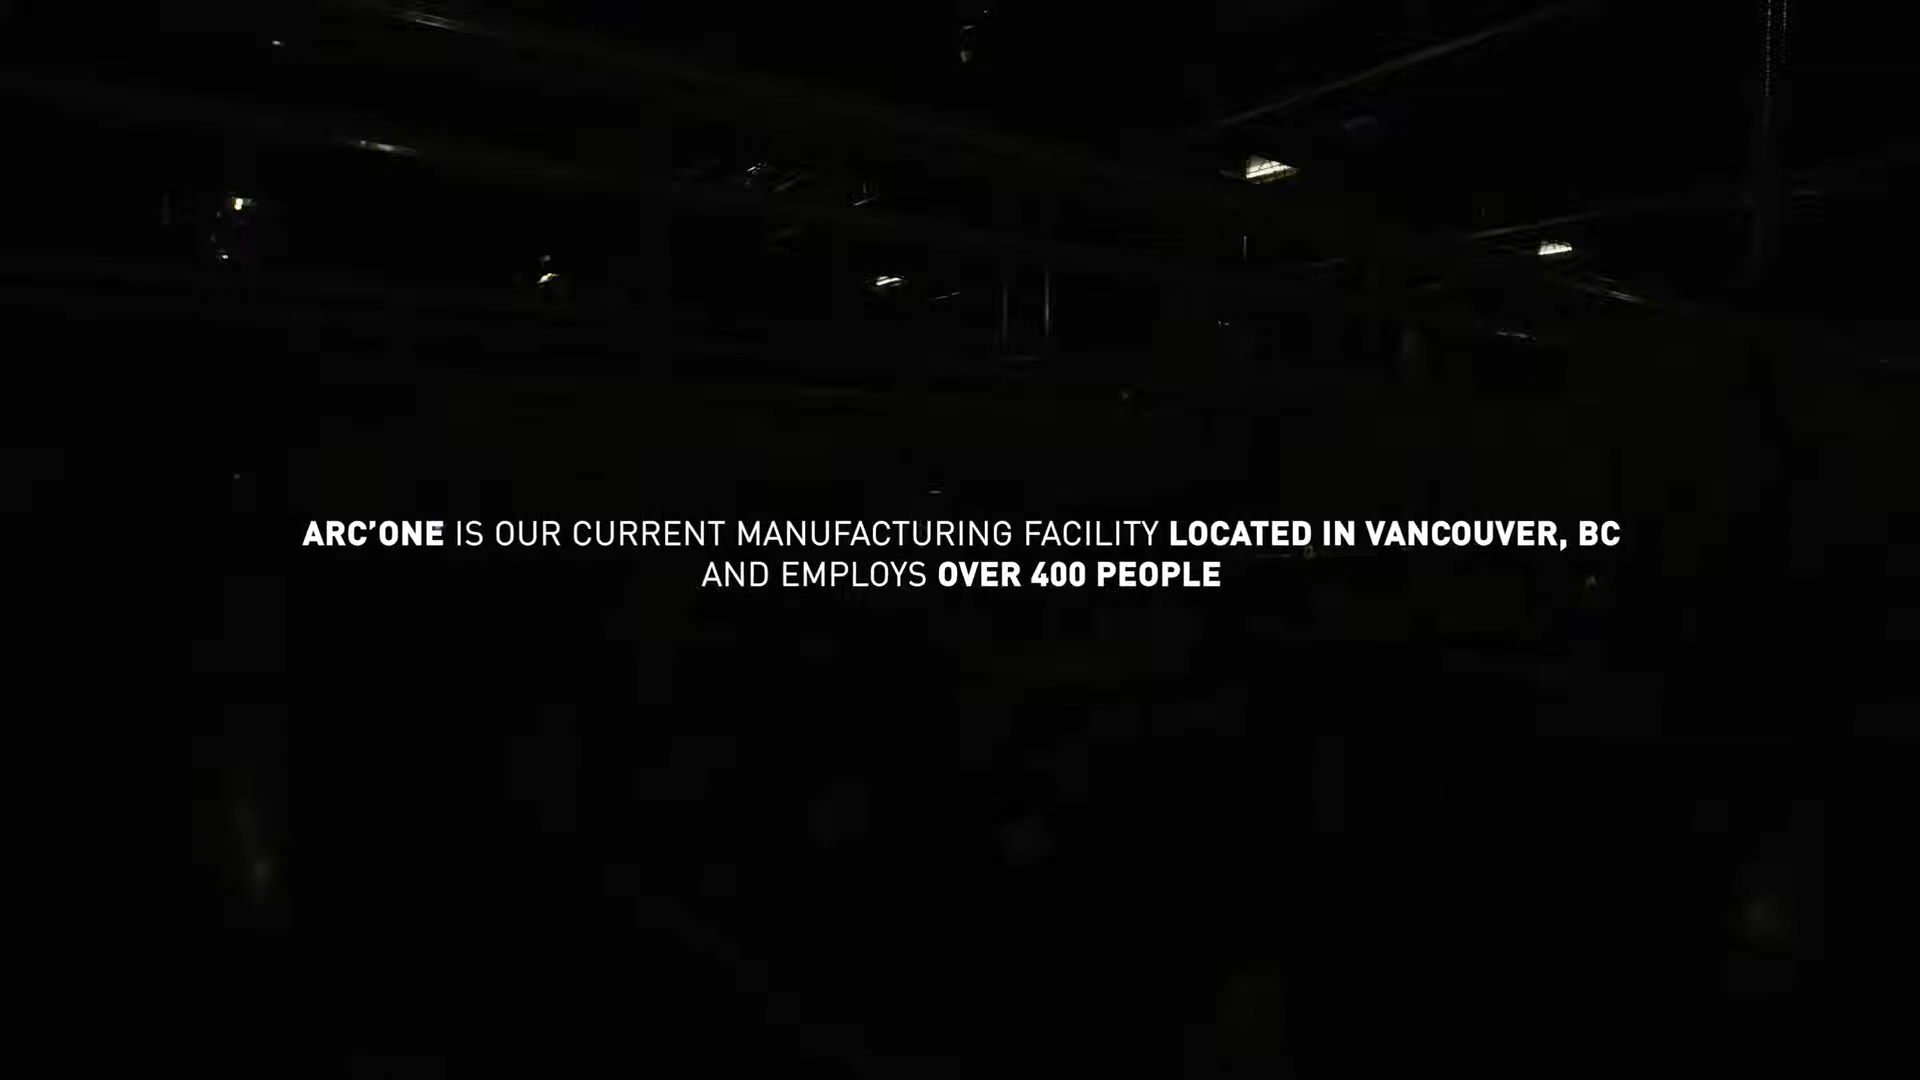 ARC’ONE IS OUR CURRENT MANUFACTURING FACILITY LOCATED IN VANCOUVER, BC
AND EMPLOYS OVER 400 PEOPLE